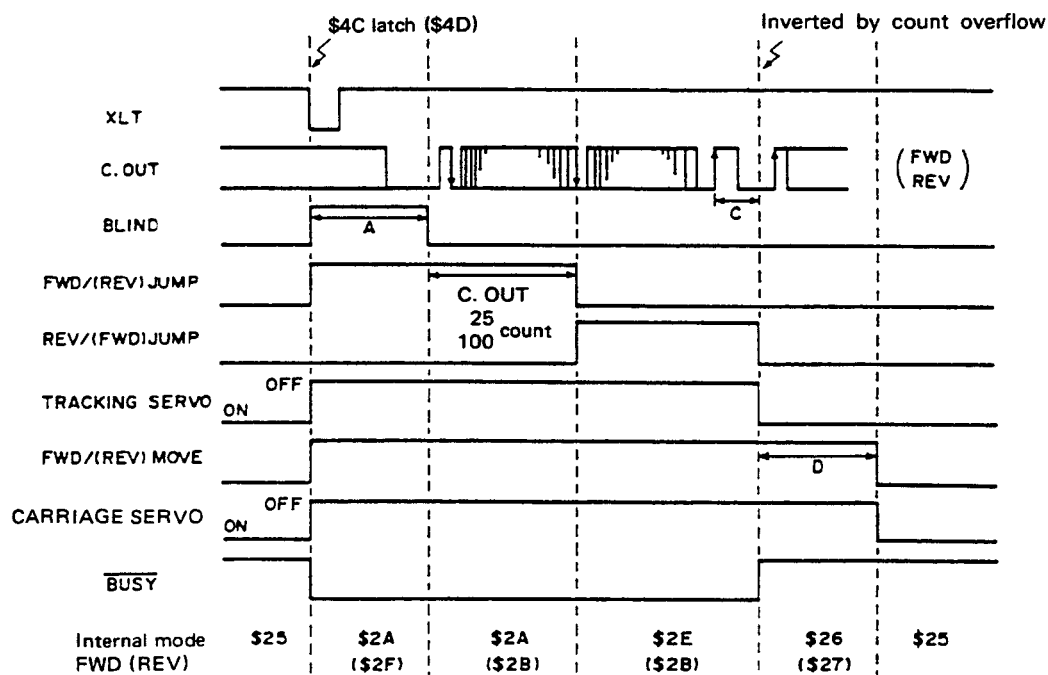 $4C latch ($4D)
Inverted by count overflow
XLT
C.OUT
(FWD
REV)
C
BLIND
A
FWD/(REV) JUMP
C. OUT
25
100 count
REV/(FWD) JUMP
OFF
TRACKING SERVO
ON
FWD/(REV) MOVE
D
OFF
CARRIAGE SERVO
ON
BUSY
Internal mode $25 $2A $2A $2E $26 $25
FWD (REV) ($2F) ($2B) ($2B) ($27)